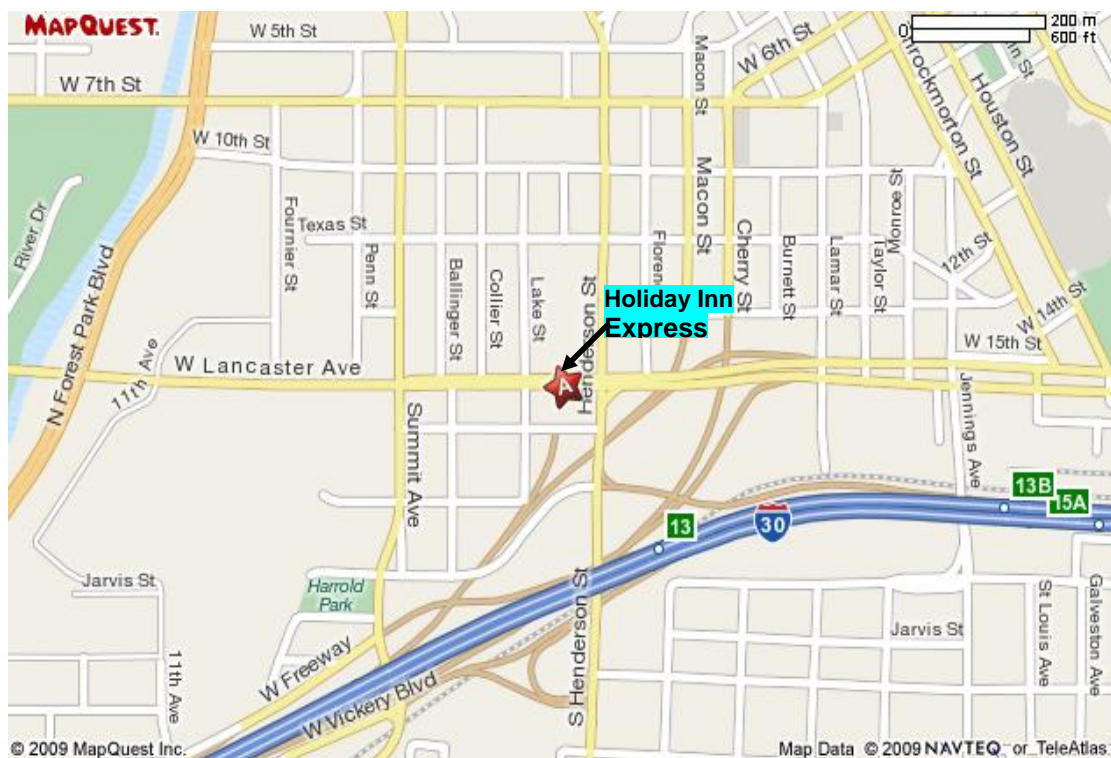 MAPQUEST.
W 5th St
W 6th St
0
200 m
600 ft
W 7th St
Macon St
Throckmorton St
Houston St
W 10th St
River Dr
N Forest Park Blvd
Fournier St
Texas St
Penn St
Ballinger St
Collier St
Lake St
Henderson St
Macon St
Cherry St
Burnett St
Lamar St
Taylor St
Monroe St
12th St
W 14th St
W 15th St
Holiday Inn
Express
W Lancaster Ave
A
11th Ave
Summit Ave
Jennings Ave
13B
15A
13
30
Jarvis St
Harrold
Park
S Henderson St
Jarvis St
St Louis Ave
Galveston Ave
11th Ave
W Freeway
W Vickery Blvd
© 2009 MapQuest Inc.
Map Data © 2009 NAVTEQ or TeleAtlas